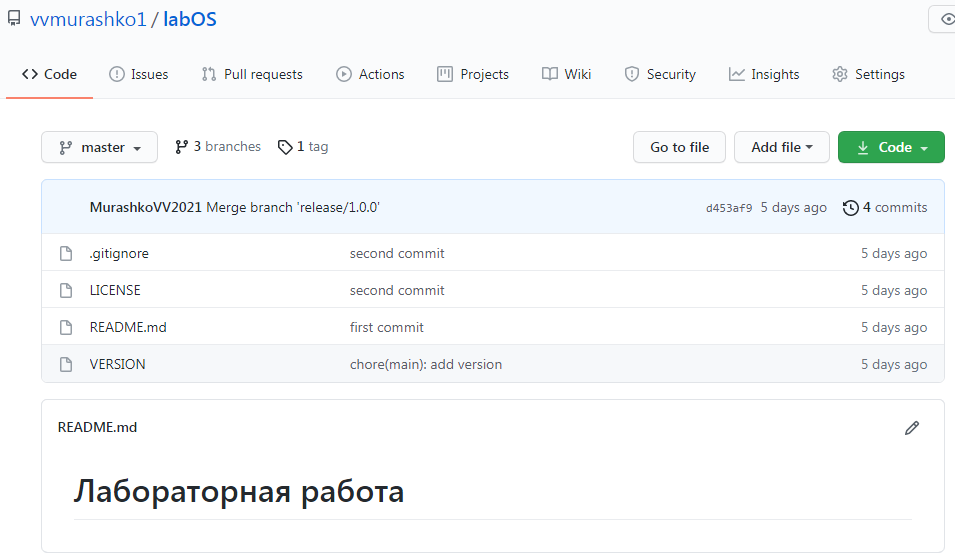 vvmurashko1 / labOS
Code Issues Pull requests Actions Projects Wiki Security Insights Settings
master 3 branches 1 tag Go to file Add file Code
MurashkoVV2021 Merge branch 'release/1.0.0' d453af9 5 days ago 4 commits
.gitignore second commit 5 days ago
LICENSE second commit 5 days ago
README.md first commit 5 days ago
VERSION chore(main): add version 5 days ago
README.md
Лабораторная работа